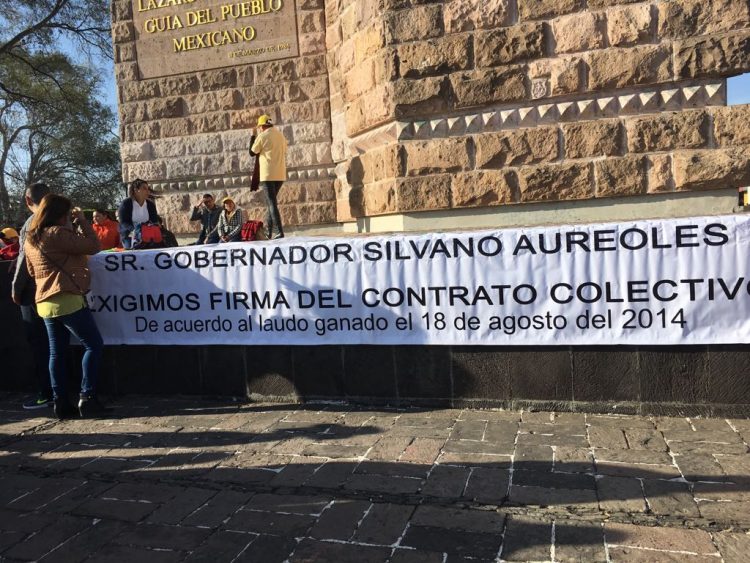 LAZARO
GUIA DEL PUEBLO
MEXICANO
SR. GOBERNADOR SILVANO AUREOLES
EXIGIMOS FIRMA DEL CONTRATO COLECTIVO
De acuerdo al laudo ganado el 18 de agosto del 2014